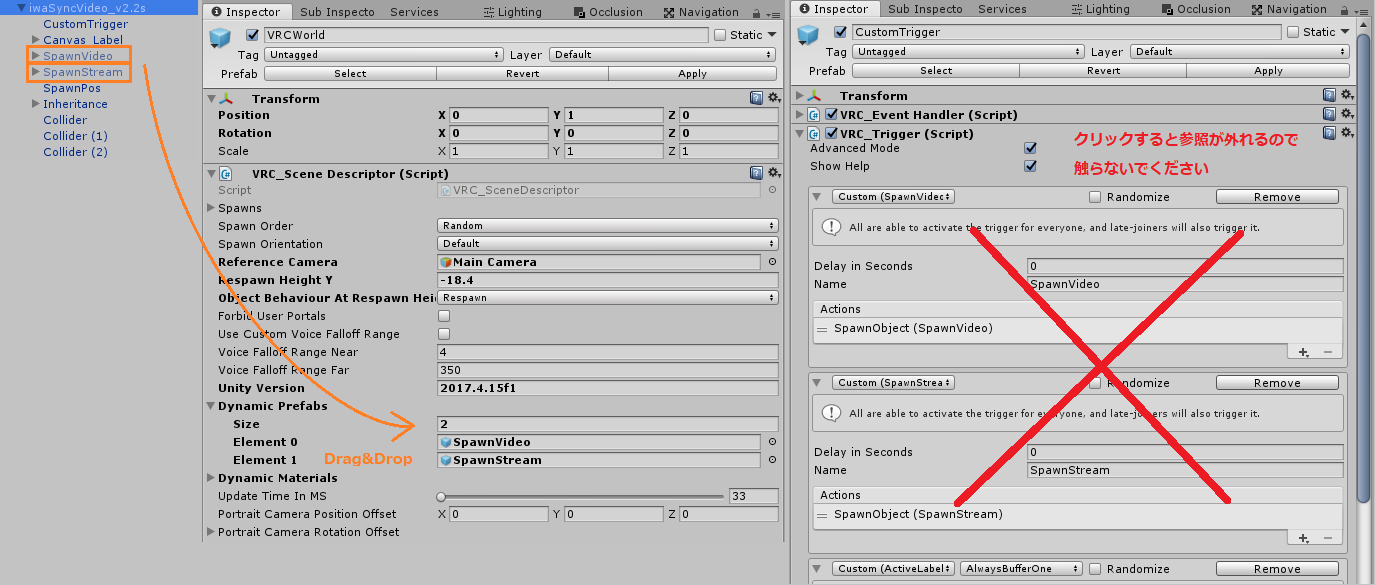 iwaSyncVideo_v2.2s
CustomTrigger
Canvas_Label
SpawnVideo
SpawnStream
SpawnPos
Inheritance
Collider
Collider (1)
Collider (2)
Inspector Sub Inspecto Services Lighting Occlusion Navigation
VRCWorld Static
Tag Untagged Layer Default
Prefab Select Revert Apply
Transform
Position X 0 Y 1 Z 0
Rotation X 0 Y 0 Z 0
Scale X 1 Y 1 Z 1
VRC_Scene Descriptor (Script)
Script VRC_SceneDescriptor
Spawns
Spawn Order Random
Spawn Orientation Default
Reference Camera Main Camera
Respawn Height Y -18.4
Object Behaviour At Respawn Hei Respawn
Forbid User Portals
Use Custom Voice Falloff Range
Voice Falloff Range Near 4
Voice Falloff Range Far 350
Unity Version 2017.4.15f1
Dynamic Prefabs
Size 2
Element 0 SpawnVideo
Element 1 SpawnStream
Drag&Drop
Dynamic Materials
Update Time In MS 33
Portrait Camera Position Offset X 0 Y 0 Z 0
Portrait Camera Rotation Offset
Inspector Sub Inspecto Services Lighting Occlusion Navigation
CustomTrigger Static
Tag Untagged Layer Default
Prefab Select Revert Apply
Transform
VRC_Event Handler (Script)
VRC_Trigger (Script)
Advanced Mode
Show Help
クリックすると参照が外れるので
触らないでください
Custom (SpawnVidec Randomize Remove
All are able to activate the trigger for everyone, and late-joiners will also trigger it.
Delay in Seconds 0
Name SpawnVideo
Actions
SpawnObject (SpawnVideo)
Custom (SpawnStrea Randomize Remove
All are able to activate the trigger for everyone, and late-joiners will also trigger it.
Delay in Seconds 0
Name SpawnStream
Actions
SpawnObject (SpawnStream)
Custom (ActiveLabel AlwaysBufferOne Randomize Remove